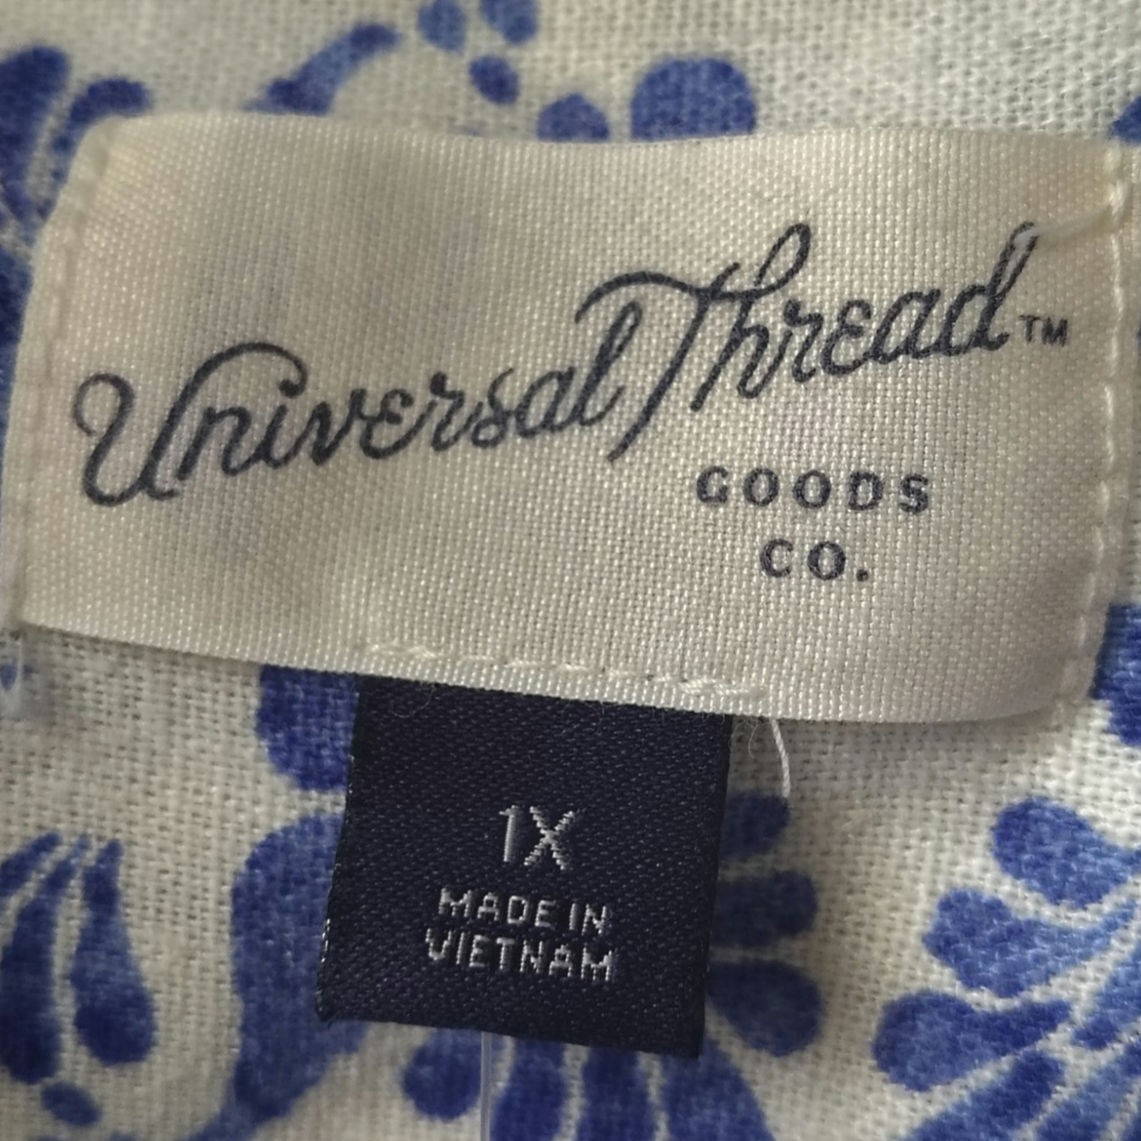 Universal Thread™
GOODS
CO.
1X
MADE IN
VIETNAM